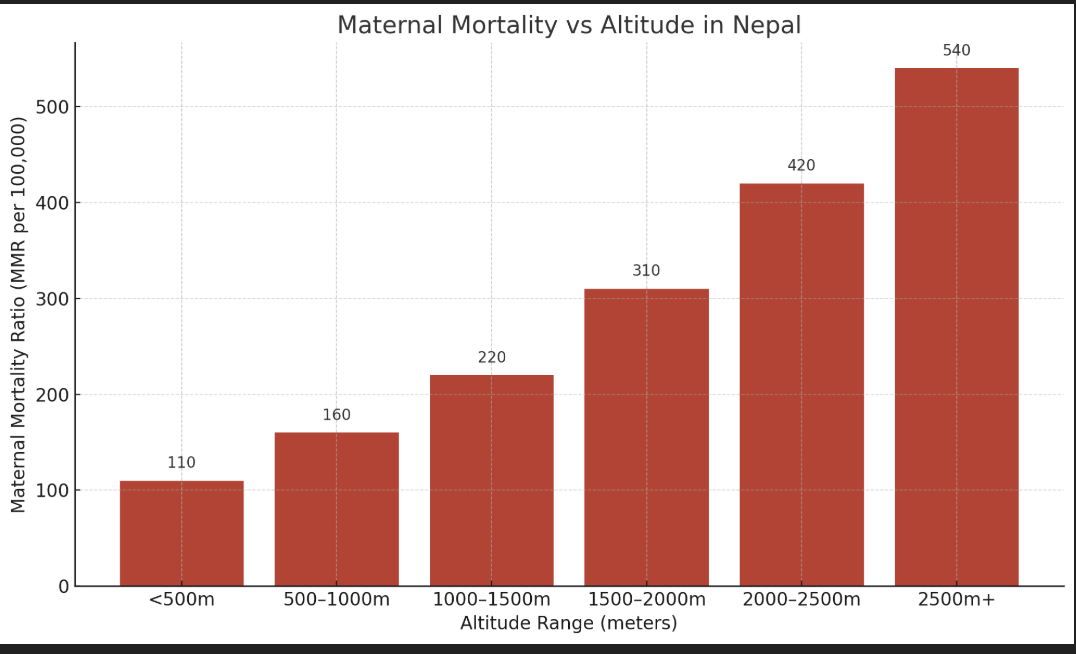 Maternal Mortality vs Altitude in Nepal
Maternal Mortality Ratio (MMR per 100,000)
500
400
300
200
100
0
110
160
220
310
420
540
<500m
500–1000m
1000–1500m
1500–2000m
2000–2500m
2500m+
Altitude Range (meters)